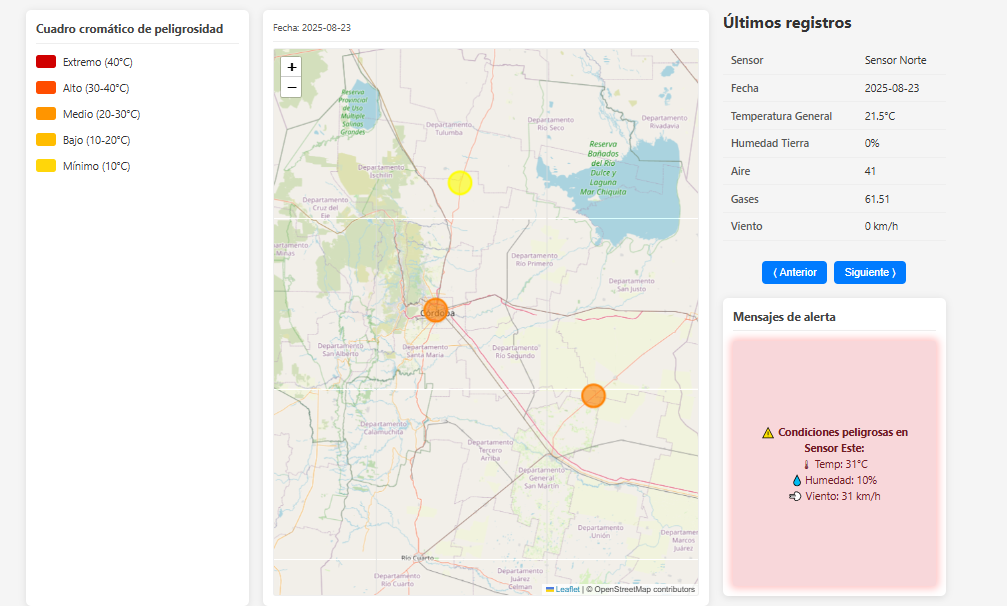 Cuadro cromático de peligrosidad
Extremo (40°C)
Alto (30-40°C)
Medio (20-30°C)
Bajo (10-20°C)
Mínimo (10°C)
Fecha: 2025-08-23
+
−
Reserva
Provincial
de Uso
Múltiple
Salinas
Grandes
Departamento
Tulumba
Departamento
Río Seco
Departamento
Rivadavia
Reserva
Bañados
del Río
Dulce y
Laguna
Mar Chiquita
Departamento
Ischilín
Departamento
Cruz del
Eje
Departamento
Minas
Departamento
Río Primero
Departamento
San Justo
Córdoba
Departamento
San Alberto
Departamento
Santa María
Departamento
Río Segundo
Departamento
Calamuchita
Departamento
Tercero
Arriba
Departamento
General
San Martín
Departamento
Unión
Departamento
Marcos
Juárez
Río Cuarto
Departamento
Río Cuarto
Departamento
Juárez
Celman
Leaflet | © OpenStreetMap contributors
Últimos registros
Sensor Sensor Norte
Fecha 2025-08-23
Temperatura General 21.5°C
Humedad Tierra 0%
Aire 41
Gases 61.51
Viento 0 km/h
⟨ Anterior Siguiente ⟩
Mensajes de alerta
⚠️ Condiciones peligrosas en
Sensor Este:
🌡️ Temp: 31°C
💧 Humedad: 10%
💨 Viento: 31 km/h